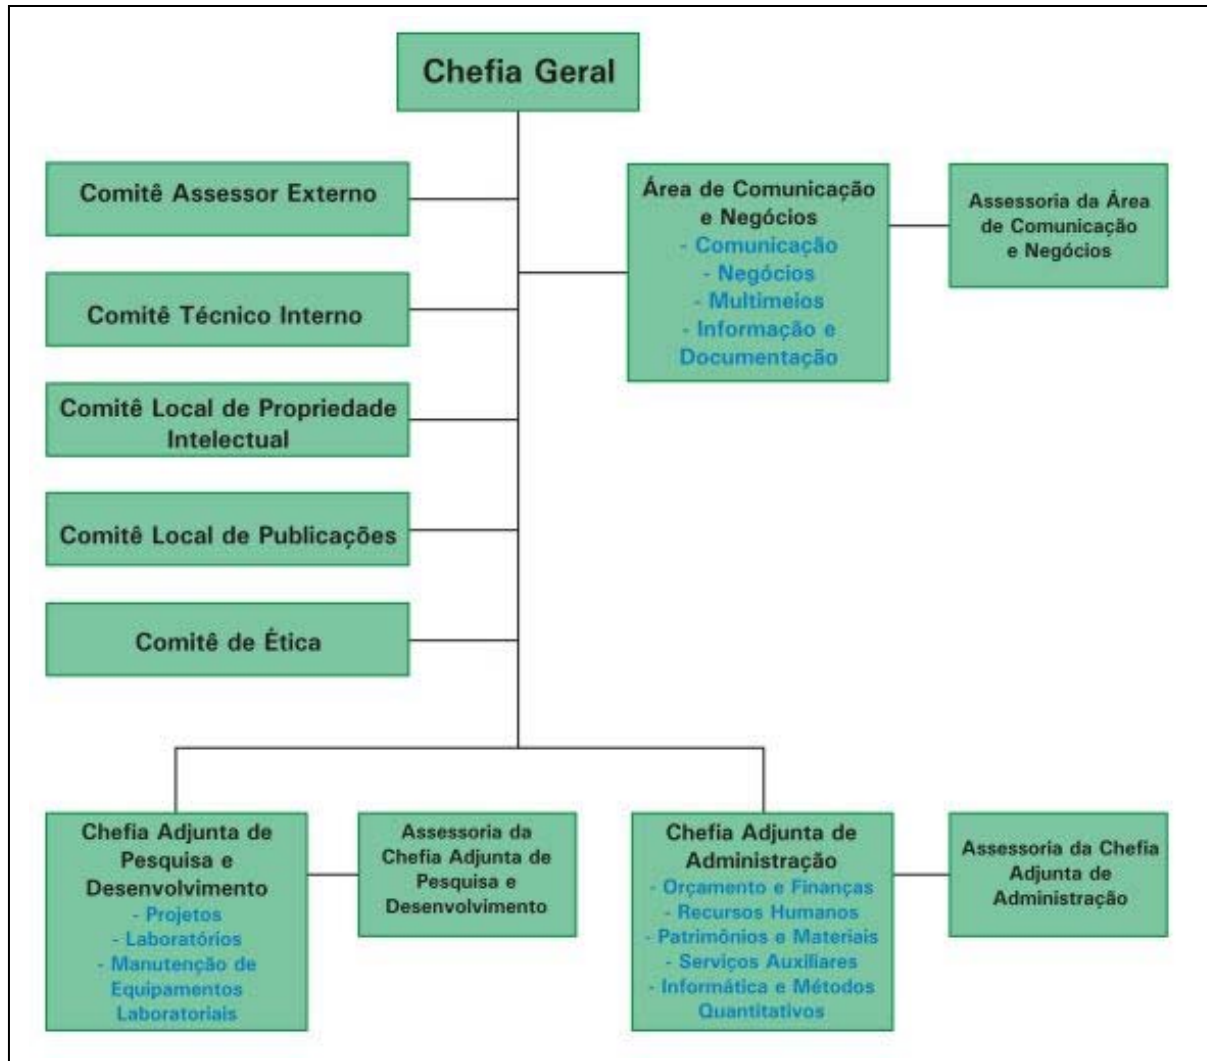 Chefia Geral
Comitê Assessor Externo
Comitê Técnico Interno
Comitê Local de Propriedade
Intelectual
Comitê Local de Publicações
Comitê de Ética
Área de Comunicação
e Negócios
- Comunicação
- Negócios
- Multimeios
- Informação e
Documentação
Assessoria da Área
de Comunicação
e Negócios
Chefia Adjunta de
Pesquisa e
Desenvolvimento
- Projetos
- Laboratórios
- Manutenção de
Equipamentos
Laboratoriais
Assessoria da
Chefia Adjunta de
Pesquisa e
Desenvolvimento
Chefia Adjunta de
Administração
- Orçamento e Finanças
- Recursos Humanos
- Patrimônios e Materiais
- Serviços Auxiliares
- Informática e Métodos
Quantitativos
Assessoria da Chefia
Adjunta de
Administração